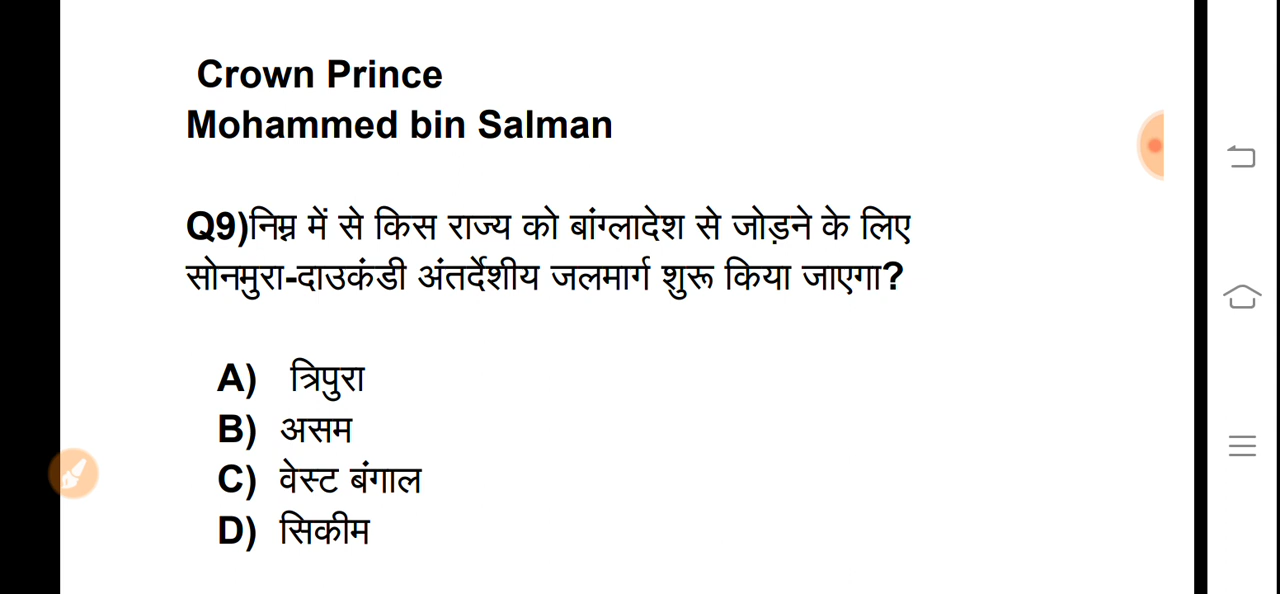 Crown Prince
Mohammed bin Salman
Q9)निम्न में से किस राज्य को बांग्लादेश से जोड़ने के लिए
सोनमुरा-दाउकंडी अंतर्देशीय जलमार्ग शुरू किया जाएगा?
A) त्रिपुरा
B) असम
C) वेस्ट बंगाल
D) सिकीम